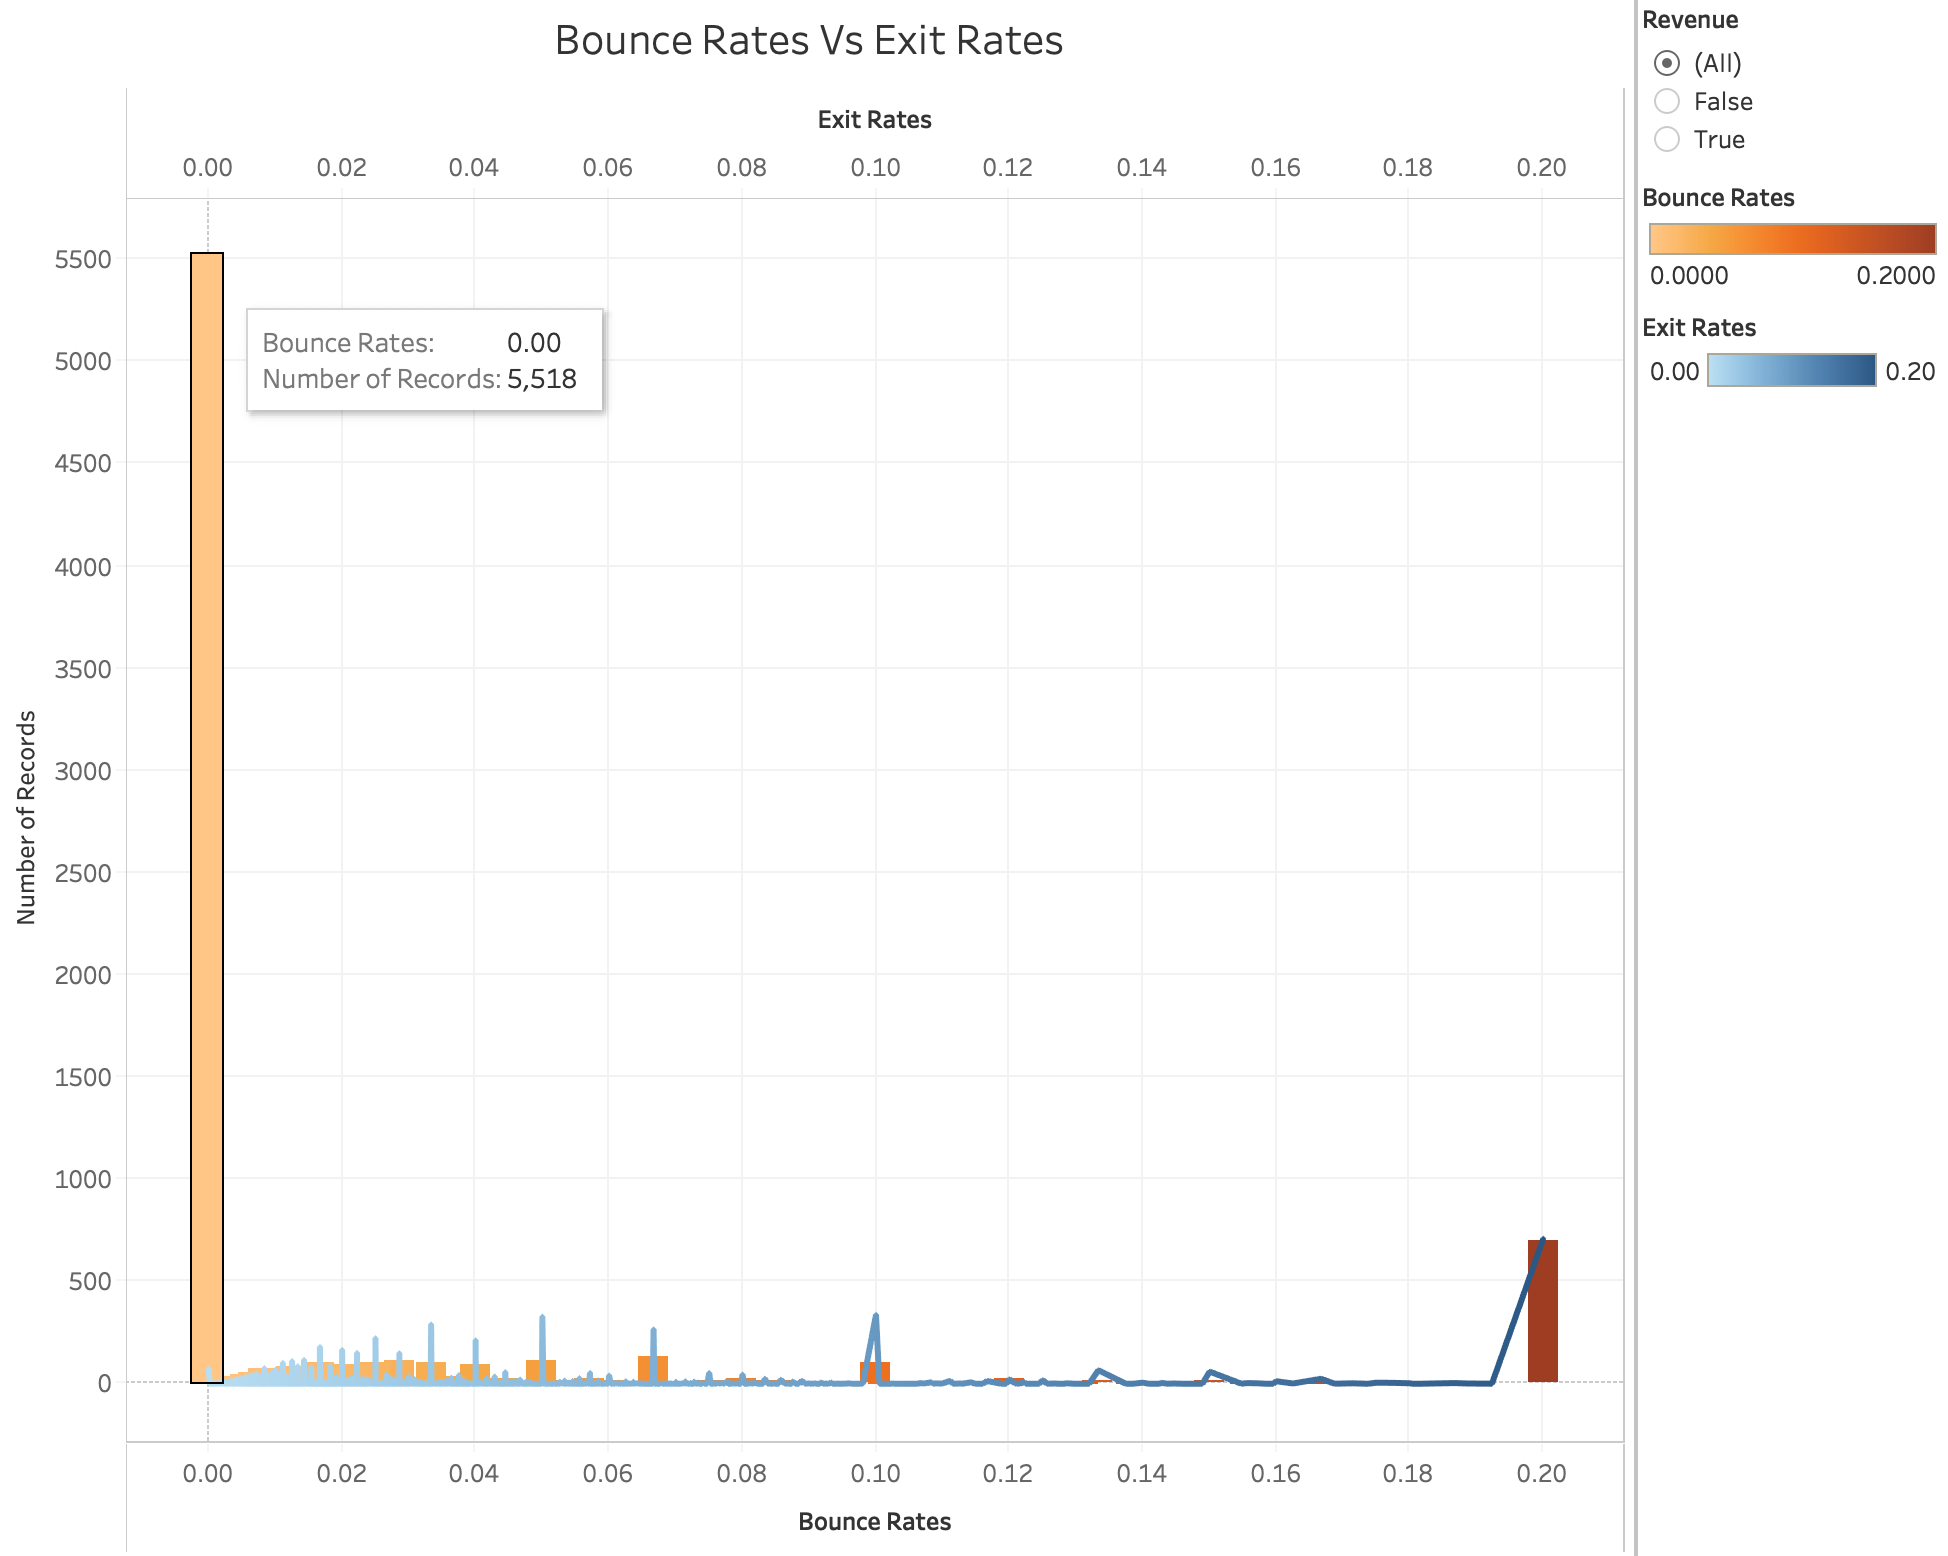 Bounce Rates Vs Exit Rates
Exit Rates
0.00 0.02 0.04 0.06 0.08 0.10 0.12 0.14 0.16 0.18 0.20
5500
5000
4500
4000
3500
3000
2500
2000
1500
1000
500
0
Number of Records
Bounce Rates: 0.00
Number of Records: 5,518
0.00 0.02 0.04 0.06 0.08 0.10 0.12 0.14 0.16 0.18 0.20
Bounce Rates
Revenue
(All)
False
True
Bounce Rates
0.0000 0.2000
Exit Rates
0.00 0.20